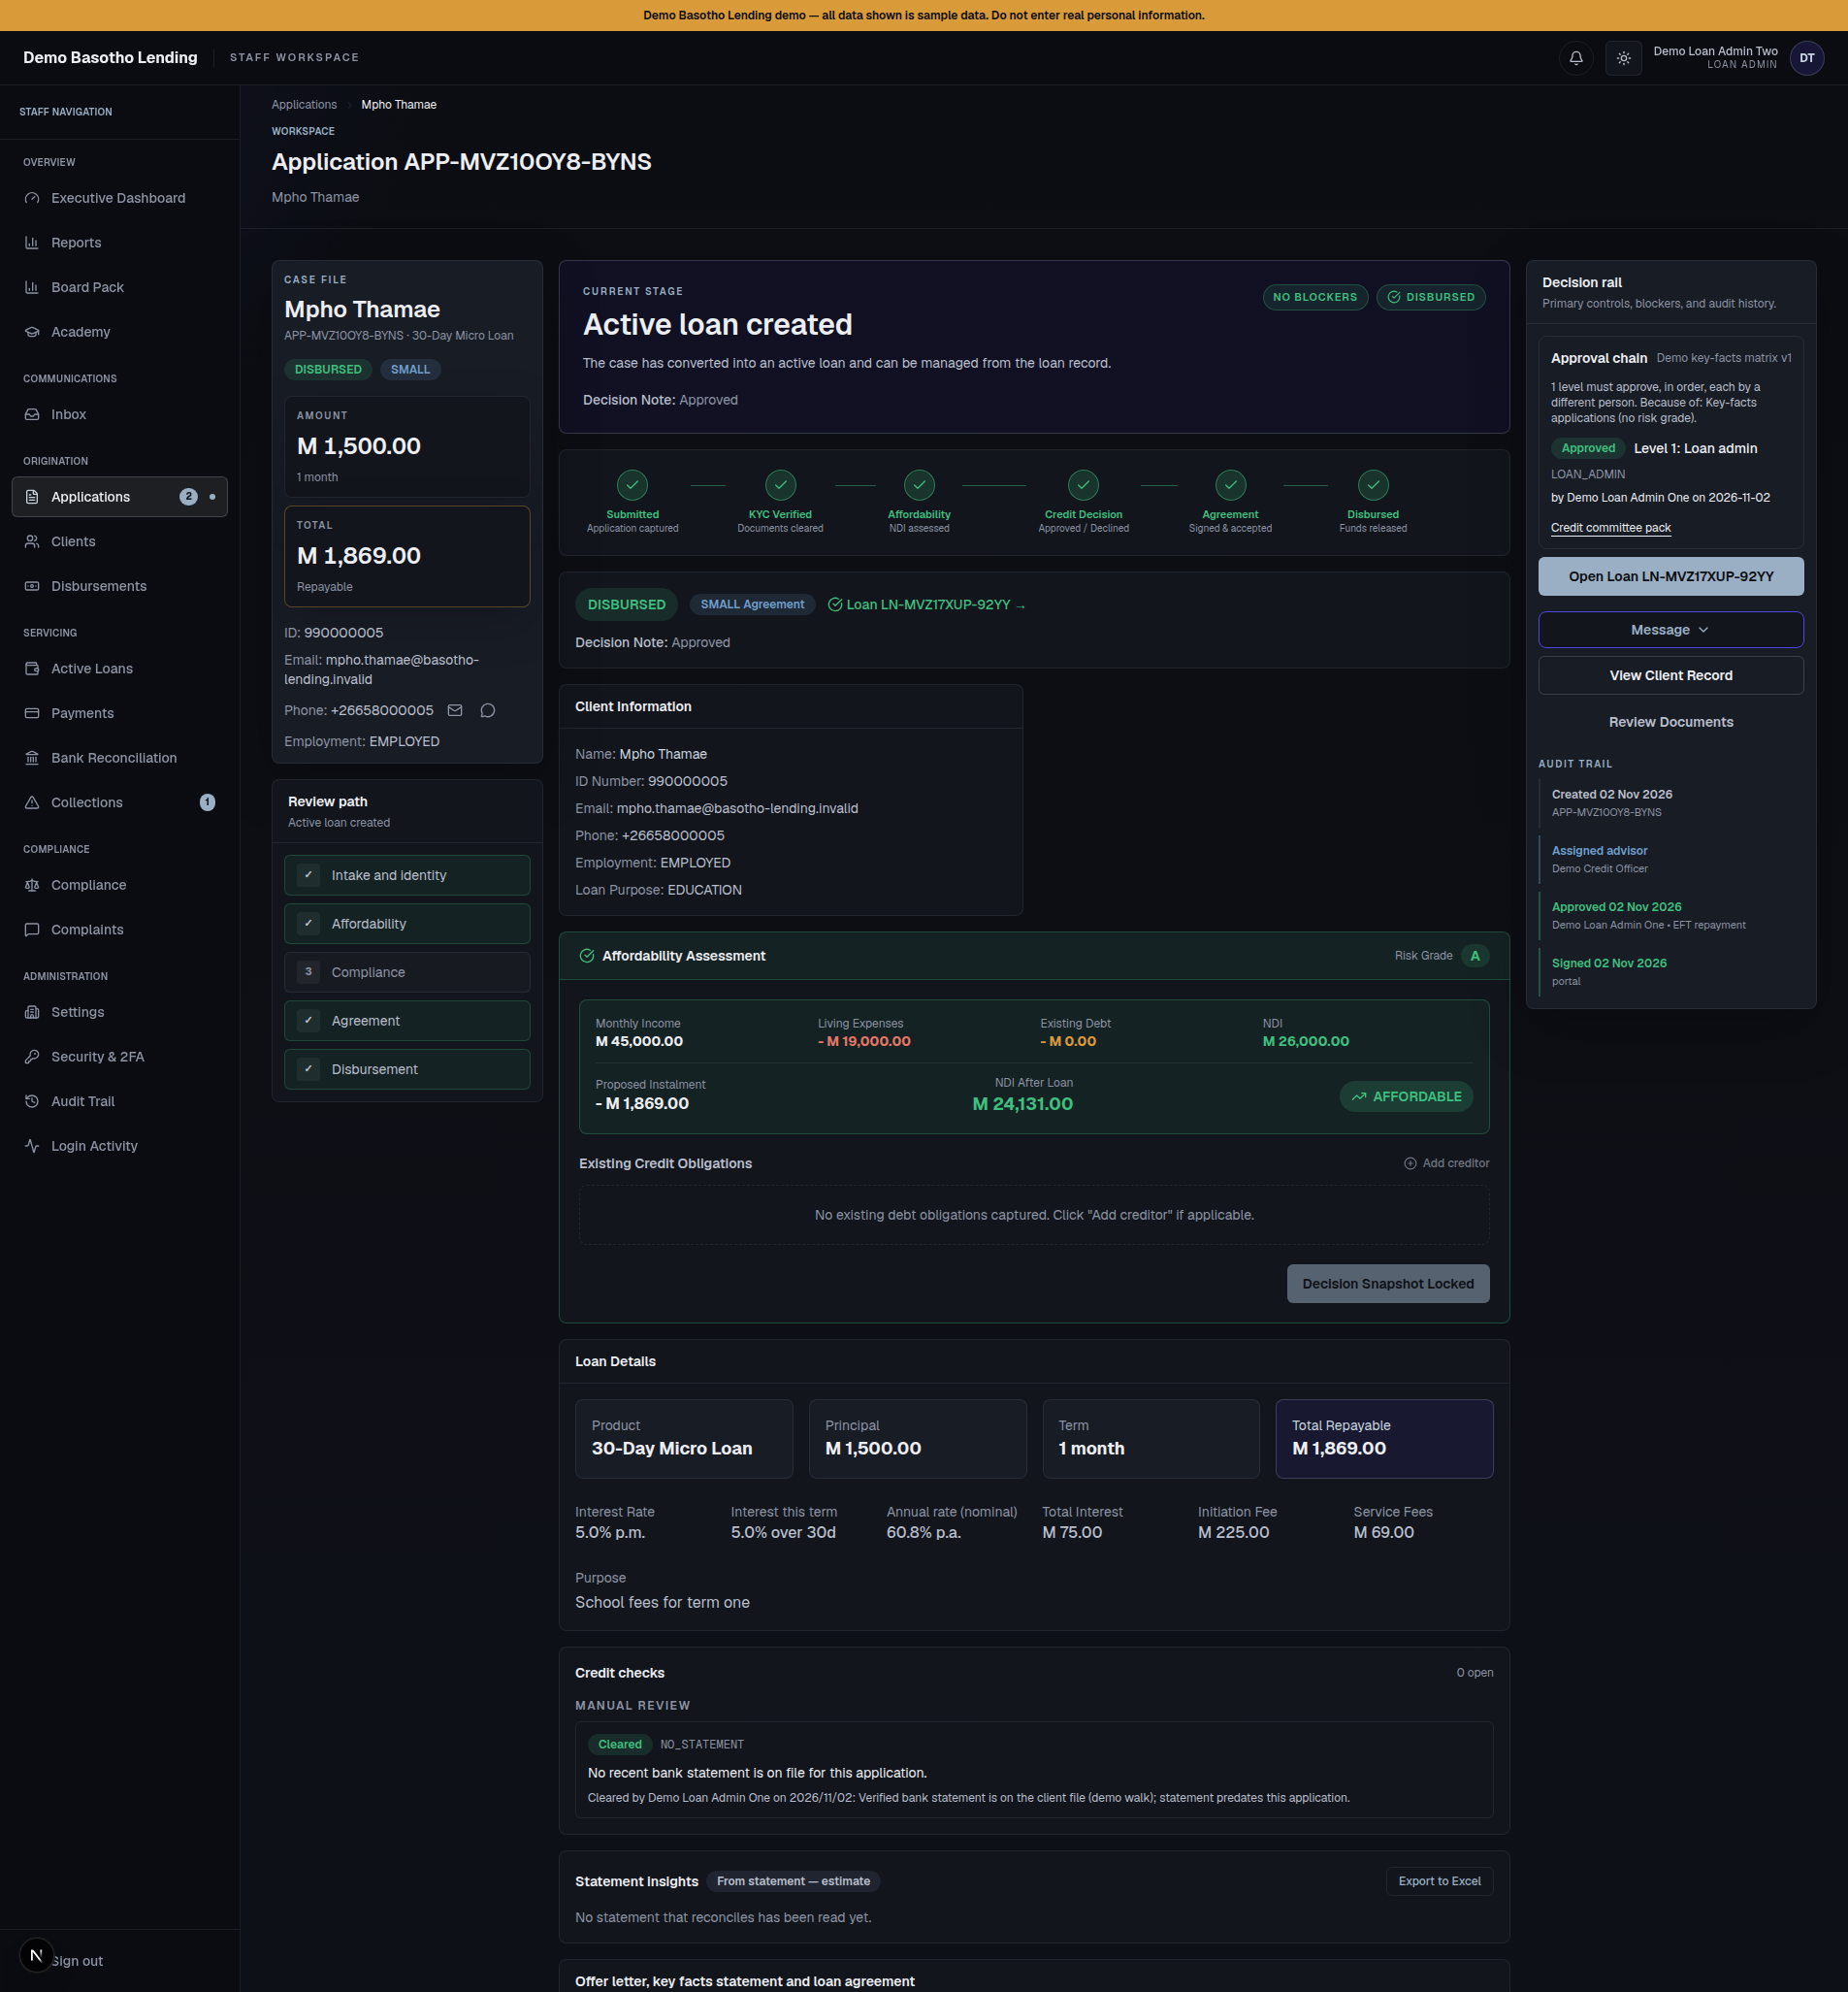 Demo Basotho Lending demo — all data shown is sample data. Do not enter real personal information.
Demo Basotho Lending
STAFF WORKSPACE
Demo Loan Admin Two
LOAN ADMIN
DT
STAFF NAVIGATION
OVERVIEW
Executive Dashboard
Reports
Board Pack
Academy
COMMUNICATIONS
Inbox
ORIGINATION
Applications 2
Clients
Disbursements
SERVICING
Active Loans
Payments
Bank Reconciliation
Collections 1
COMPLIANCE
Compliance
Complaints
ADMINISTRATION
Settings
Security & 2FA
Audit Trail
Login Activity
N
Sign out
Applications Mpho Thamae
WORKSPACE
Application APP-MVZ10OY8-BYNS
Mpho Thamae
CASE FILE
Mpho Thamae
APP-MVZ10OY8-BYNS · 30-Day Micro Loan
DISBURSED SMALL
AMOUNT
M 1,500.00
1 month
TOTAL
M 1,869.00
Repayable
ID: 990000005
Email: mpho.thamae@basotho-
lending.invalid
Phone: +26658000005
Employment: EMPLOYED
Review path
Active loan created
✓ Intake and identity
✓ Affordability
3 Compliance
✓ Agreement
✓ Disbursement
CURRENT STAGE
NO BLOCKERS DISBURSED
Active loan created
The case has converted into an active loan and can be managed from the loan record.
Decision Note: Approved
Submitted
Application captured
KYC Verified
Documents cleared
Affordability
NDI assessed
Credit Decision
Approved / Declined
Agreement
Signed & accepted
Disbursed
Funds released
DISBURSED SMALL Agreement Loan LN-MVZ17XUP-92YY →
Decision Note: Approved
Client Information
Name: Mpho Thamae
ID Number: 990000005
Email: mpho.thamae@basotho-lending.invalid
Phone: +26658000005
Employment: EMPLOYED
Loan Purpose: EDUCATION
Affordability Assessment
Risk Grade A
Monthly Income
M 45,000.00
Living Expenses
- M 19,000.00
Existing Debt
- M 0.00
NDI
M 26,000.00
Proposed Instalment
- M 1,869.00
NDI After Loan
M 24,131.00
AFFORDABLE
Existing Credit Obligations
Add creditor
No existing debt obligations captured. Click "Add creditor" if applicable.
Decision Snapshot Locked
Loan Details
Product
30-Day Micro Loan
Principal
M 1,500.00
Term
1 month
Total Repayable
M 1,869.00
Interest Rate
5.0% p.m.
Interest this term
5.0% over 30d
Annual rate (nominal)
60.8% p.a.
Total Interest
M 75.00
Initiation Fee
M 225.00
Service Fees
M 69.00
Purpose
School fees for term one
Credit checks
0 open
MANUAL REVIEW
Cleared NO_STATEMENT
No recent bank statement is on file for this application.
Cleared by Demo Loan Admin One on 2026/11/02: Verified bank statement is on the client file (demo walk); statement predates this application.
Statement Insights From statement — estimate
Export to Excel
No statement that reconciles has been read yet.
Offer letter, key facts statement and loan agreement
Decision rail
Primary controls, blockers, and audit history.
Approval chain Demo key-facts matrix v1
1 level must approve, in order, each by a
different person. Because of: Key-facts
applications (no risk grade).
Approved Level 1: Loan admin
LOAN_ADMIN
by Demo Loan Admin One on 2026-11-02
Credit committee pack
Open Loan LN-MVZ17XUP-92YY
Message
View Client Record
Review Documents
AUDIT TRAIL
Created 02 Nov 2026
APP-MVZ10OY8-BYNS
Assigned advisor
Demo Credit Officer
Approved 02 Nov 2026
Demo Loan Admin One • EFT repayment
Signed 02 Nov 2026
portal